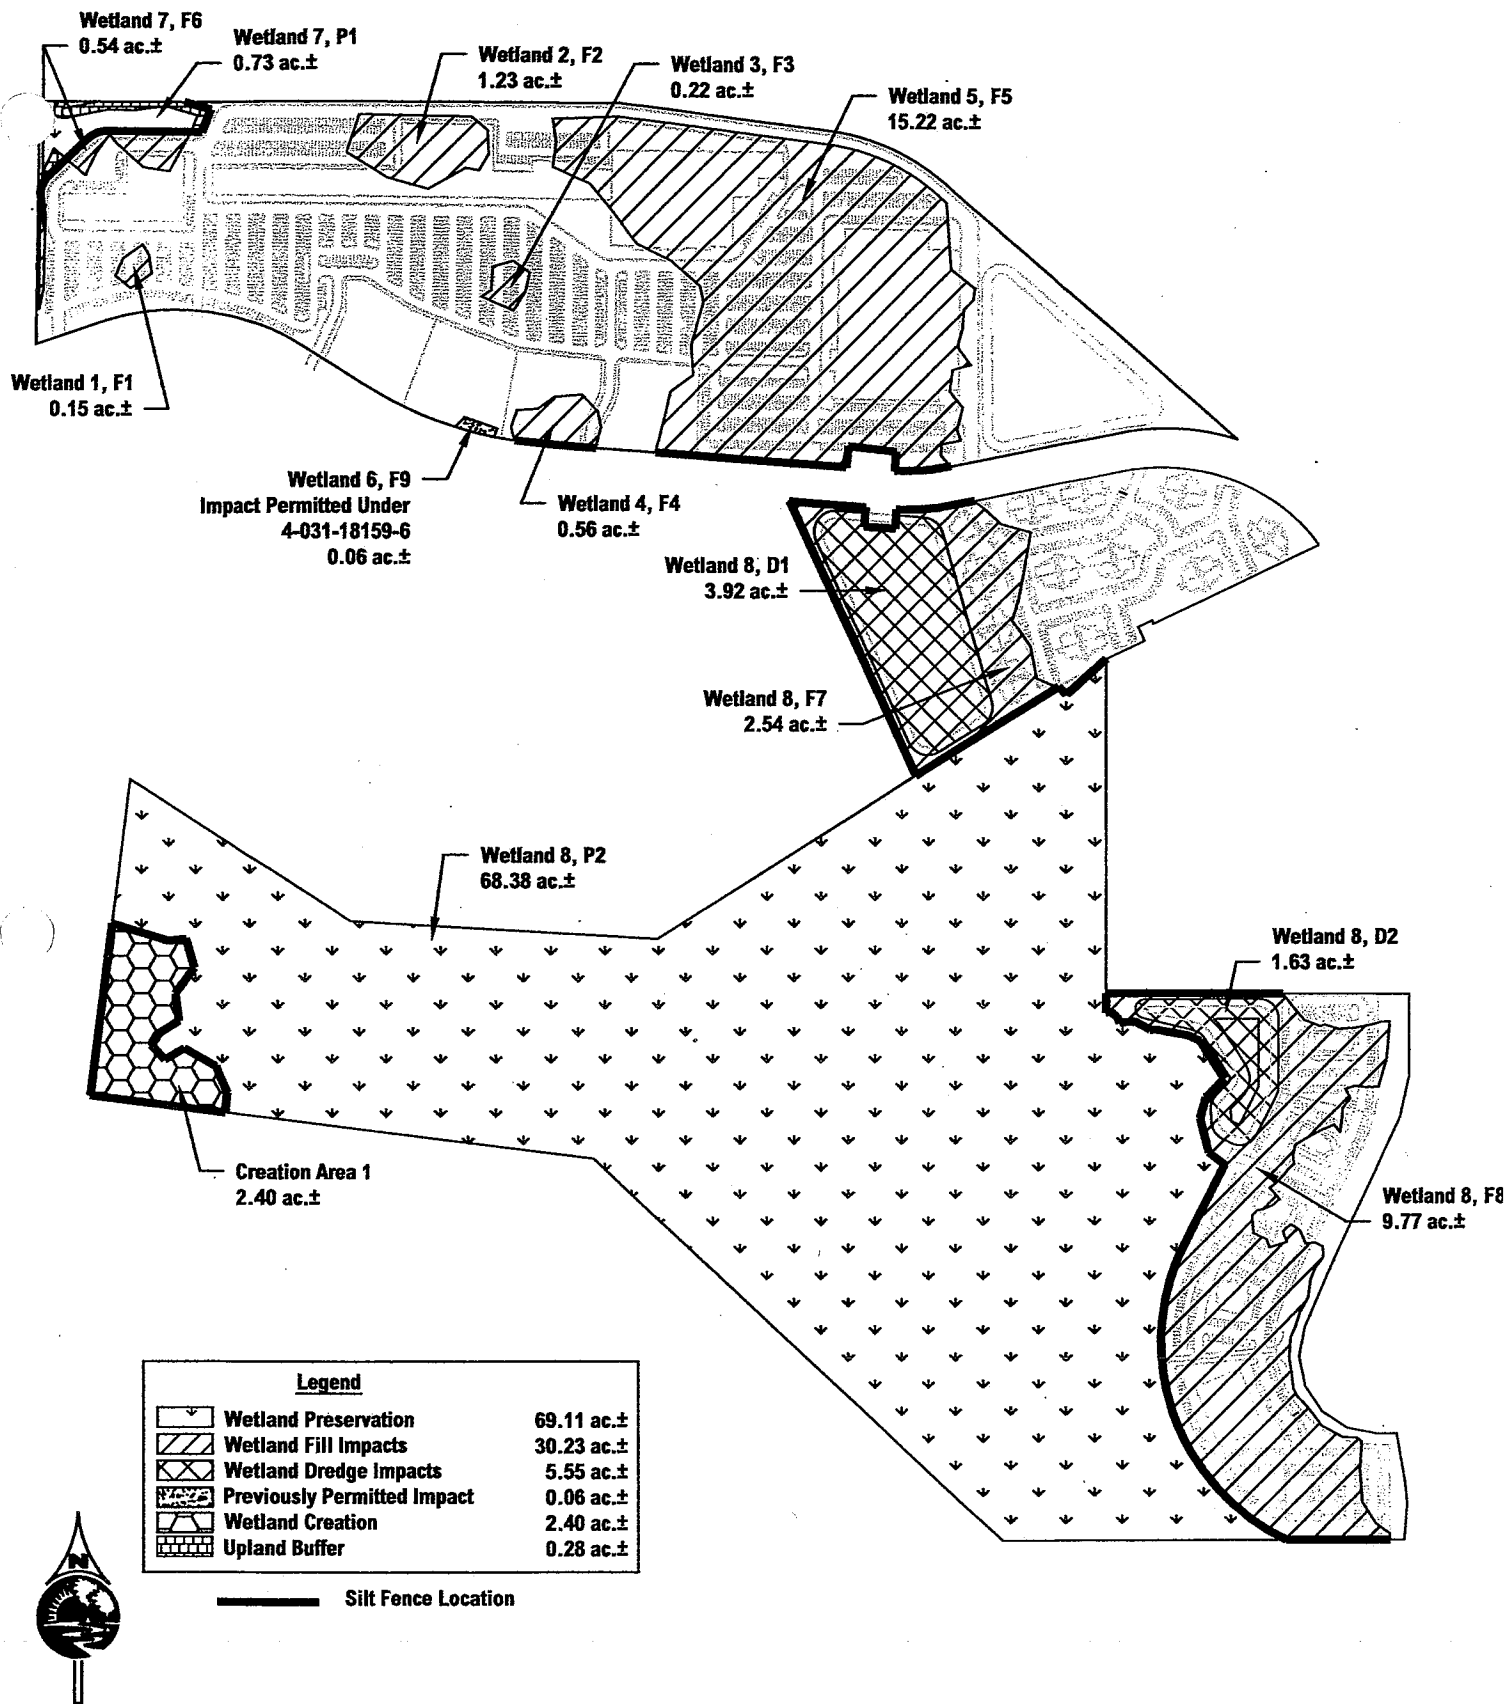 Wetland 7, F6
0.54 ac.±
Wetland 7, P1
0.73 ac.±
Wetland 2, F2
1.23 ac.±
Wetland 3, F3
0.22 ac.±
Wetland 5, F5
15.22 ac.±
Wetland 1, F1
0.15 ac.±
Wetland 6, F9
Impact Permitted Under
4-031-18159-6
0.06 ac.±
Wetland 4, F4
0.56 ac.±
Wetland 8, D1
3.92 ac.±
Wetland 8, F7
2.54 ac.±
Wetland 8, P2
68.38 ac.±
Wetland 8, D2
1.63 ac.±
Creation Area 1
2.40 ac.±
Wetland 8, F8
9.77 ac.±
Legend
Wetland Preservation 69.11 ac.±
Wetland Fill Impacts 30.23 ac.±
Wetland Dredge Impacts 5.55 ac.±
Previously Permitted Impact 0.06 ac.±
Wetland Creation 2.40 ac.±
Upland Buffer 0.28 ac.±
Silt Fence Location
N